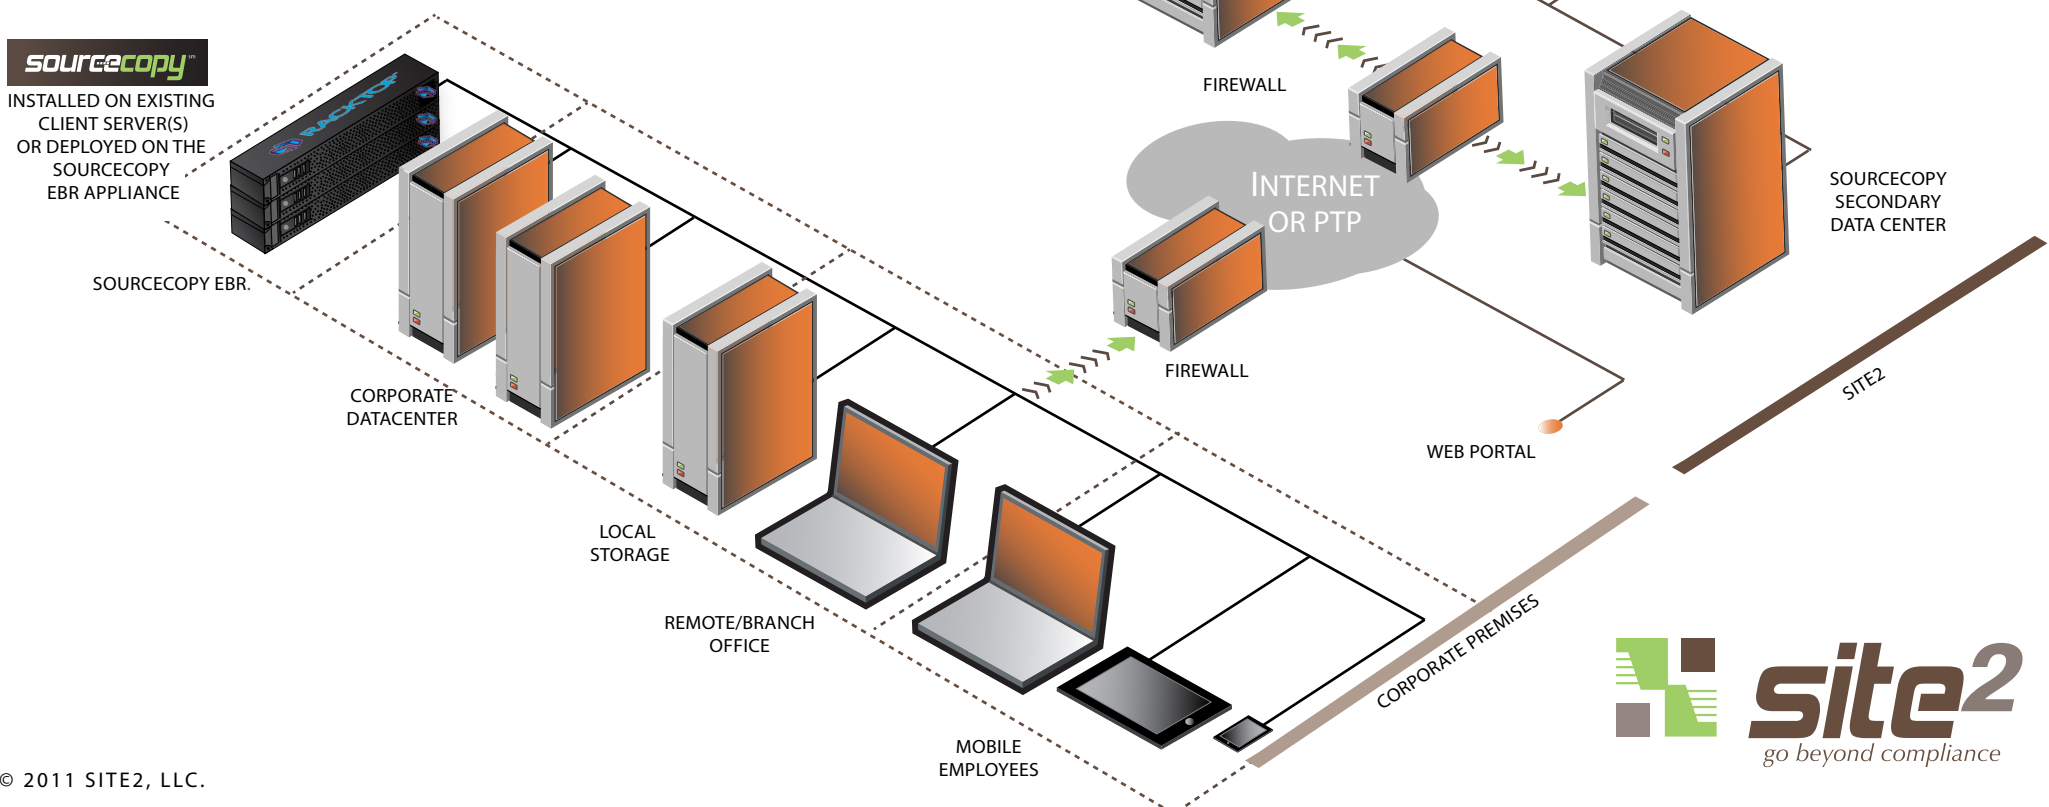 sourcecopy
INSTALLED ON EXISTING
CLIENT SERVER(S)
OR DEPLOYED ON THE
SOURCECOPY
EBR APPLIANCE
RACKTOP
SOURCECOPY EBR.
CORPORATE
DATACENTER
LOCAL
STORAGE
REMOTE/BRANCH
OFFICE
MOBILE
EMPLOYEES
FIREWALL
INTERNET
OR PTP
FIREWALL
SOURCECOPY
SECONDARY
DATA CENTER
WEB PORTAL
SITE2
CORPORATE PREMISES
site2
go beyond compliance
© 2011 SITE2, LLC.